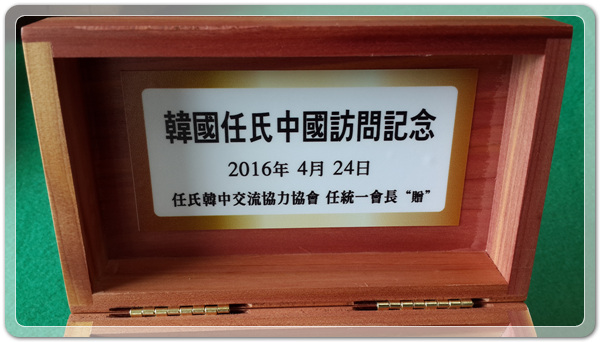 韓國任氏中國訪問記念
2016年 4月 24日
任氏韓中交流協力協會 任統一會長 “贈”